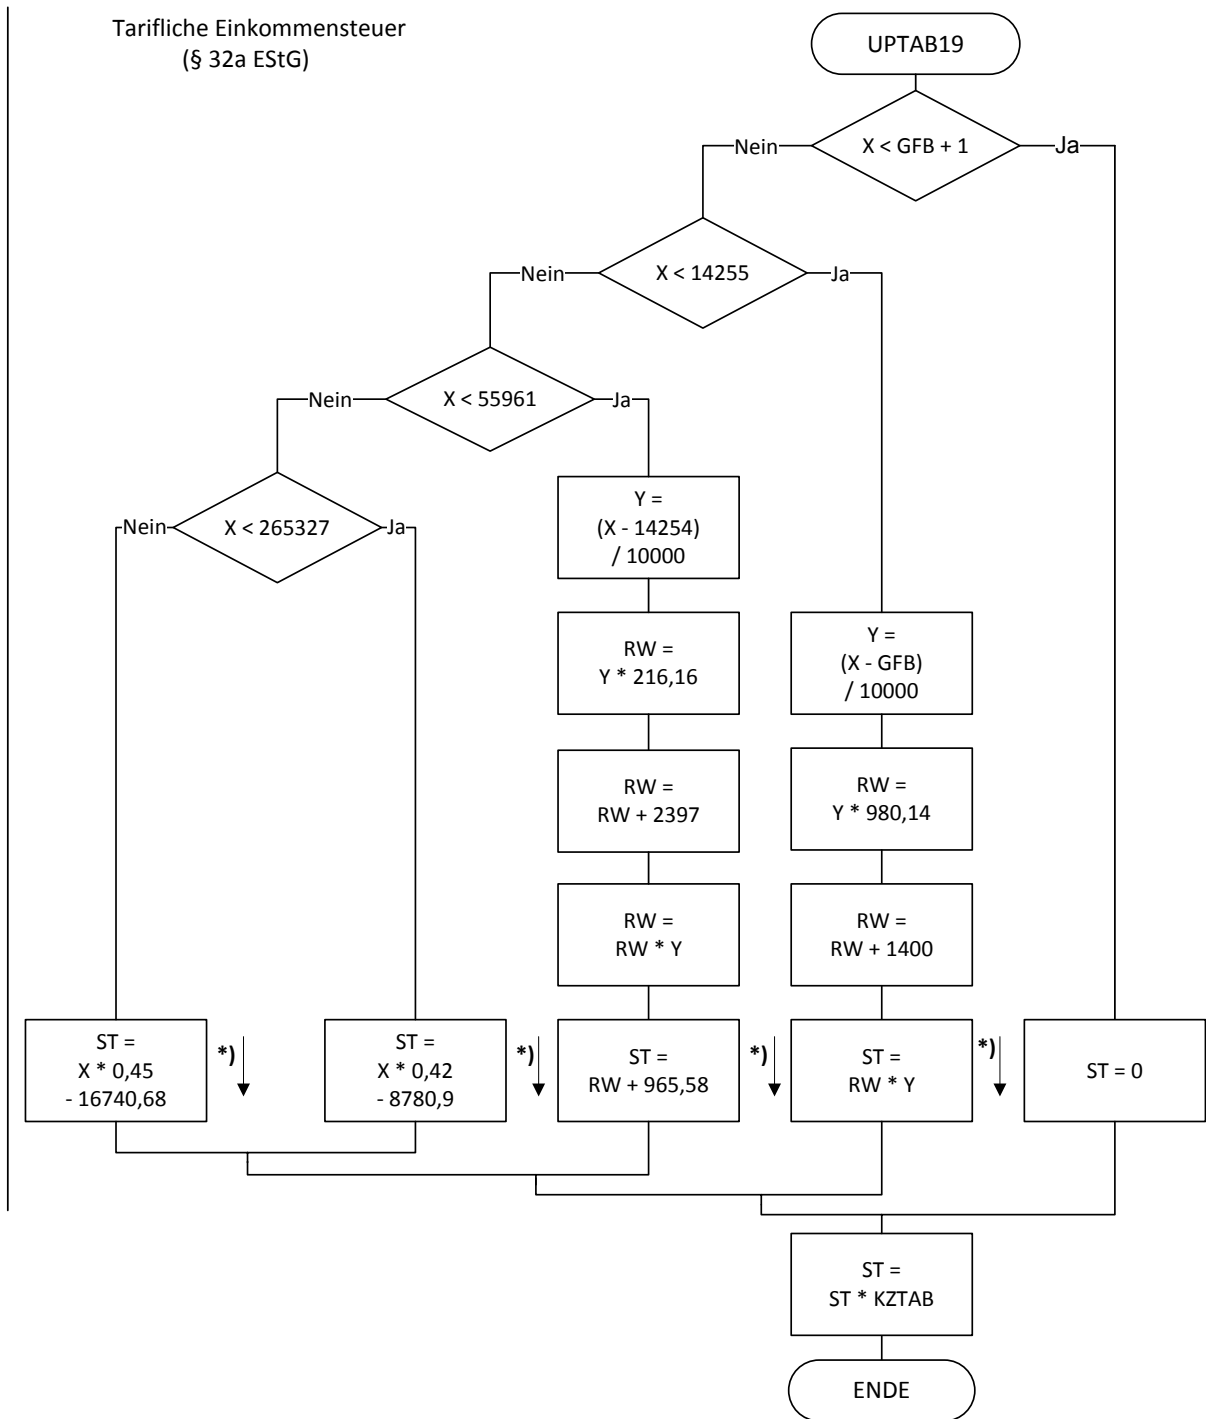 Tarifliche Einkommensteuer
(§ 32a EStG)
UPTAB19
X < GFB + 1
Nein
Ja
X < 14255
Nein
Ja
X < 55961
Nein
Ja
X < 265327
Nein
Ja
Y =
(X - 14254)
/ 10000
RW =
Y * 216,16
Y =
(X - GFB)
/ 10000
RW =
RW + 2397
RW =
Y * 980,14
RW =
RW * Y
RW =
RW + 1400
ST =
X * 0,45
- 16740,68
*)
ST =
X * 0,42
- 8780,9
*)
ST =
RW + 965,58
*)
ST =
RW * Y
*)
ST = 0
ST =
ST * KZTAB
ENDE